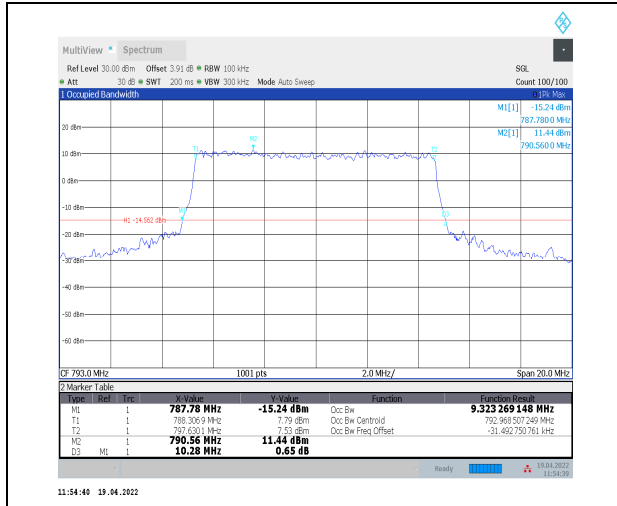 MultiView Spectrum
Ref Level 30.00 dBm Offset 3.91 dB RBW 100 kHz SGL
Att 30 dB SWT 200 ms VBW 300 kHz Mode Auto Sweep Count 100/100
1 Occupied Bandwidth 1Pk Max
M1[1] -15.24 dBm
787.7800 MHz
M2[1] 11.44 dBm
790.5600 MHz
20 dBm
M2
T1 T2
10 dBm
0 dBm
-10 dBm
M1 D3
H1 -14.562 dBm
-20 dBm
-30 dBm
-40 dBm
-50 dBm
-60 dBm
CF 793.0 MHz 1001 pts 2.0 MHz/ Span 20.0 MHz
2 Marker Table
Type Ref Trc X-Value Y-Value Function Function Result
M1 1 787.78 MHz -15.24 dBm Occ Bw 9.323 269 148 MHz
T1 1 788.3069 MHz 7.79 dBm Occ Bw Centroid 792.968 507 249 MHz
T2 1 797.6301 MHz 7.53 dBm Occ Bw Freq Offset -31.492 750 761 kHz
M2 1 790.56 MHz 11.44 dBm
D3 M1 1 10.28 MHz 0.65 dB
Ready 19.04.2022
11:54:39
11:54:40 19.04.2022